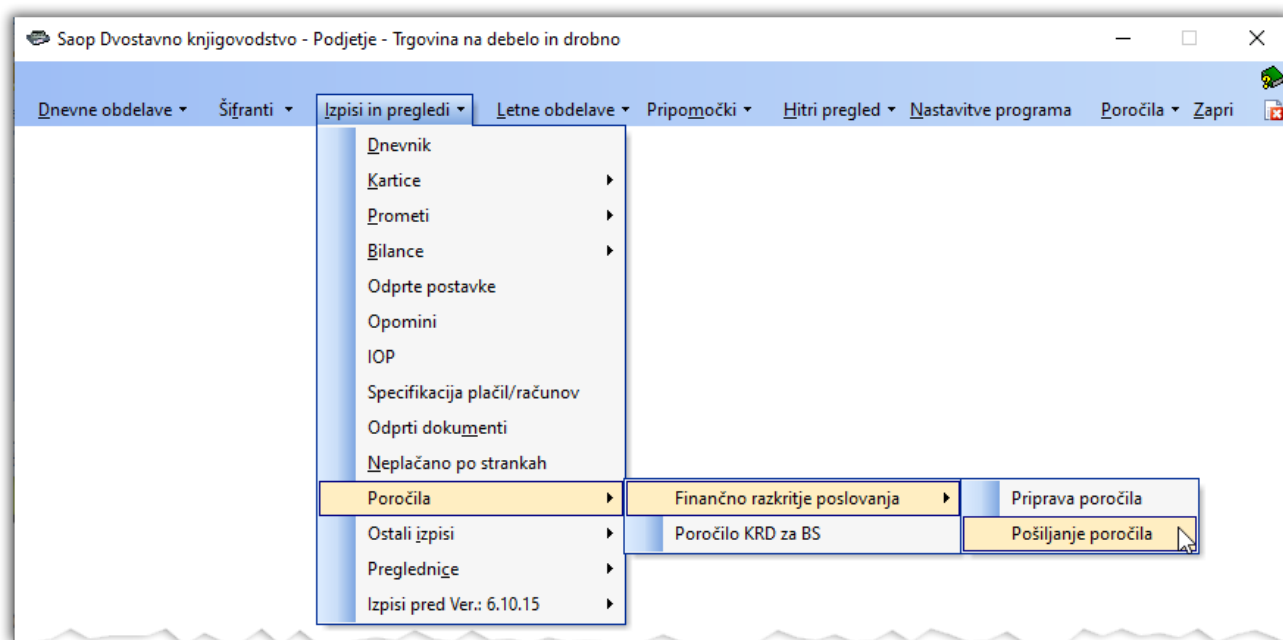 Saop Dvostavno knjigovodstvo - Podjetje - Trgovina na debelo in drobno
Dnevne obdelave Šifranti Izpisi in pregledi Letne obdelave Pripomočki Hitri pregled Nastavitve programa Poročila Zapri
Dnevnik
Kartice
Prometi
Bilance
Odprte postavke
Opomini
IOP
Specifikacija plačil/računov
Odprti dokumenti
Neplačano po strankah
Poročila Finančno razkritje poslovanja Priprava poročila
Ostali izpisi Poročilo KRD za BS Pošiljanje poročila
Preglednice
Izpisi pred Ver.: 6.10.15